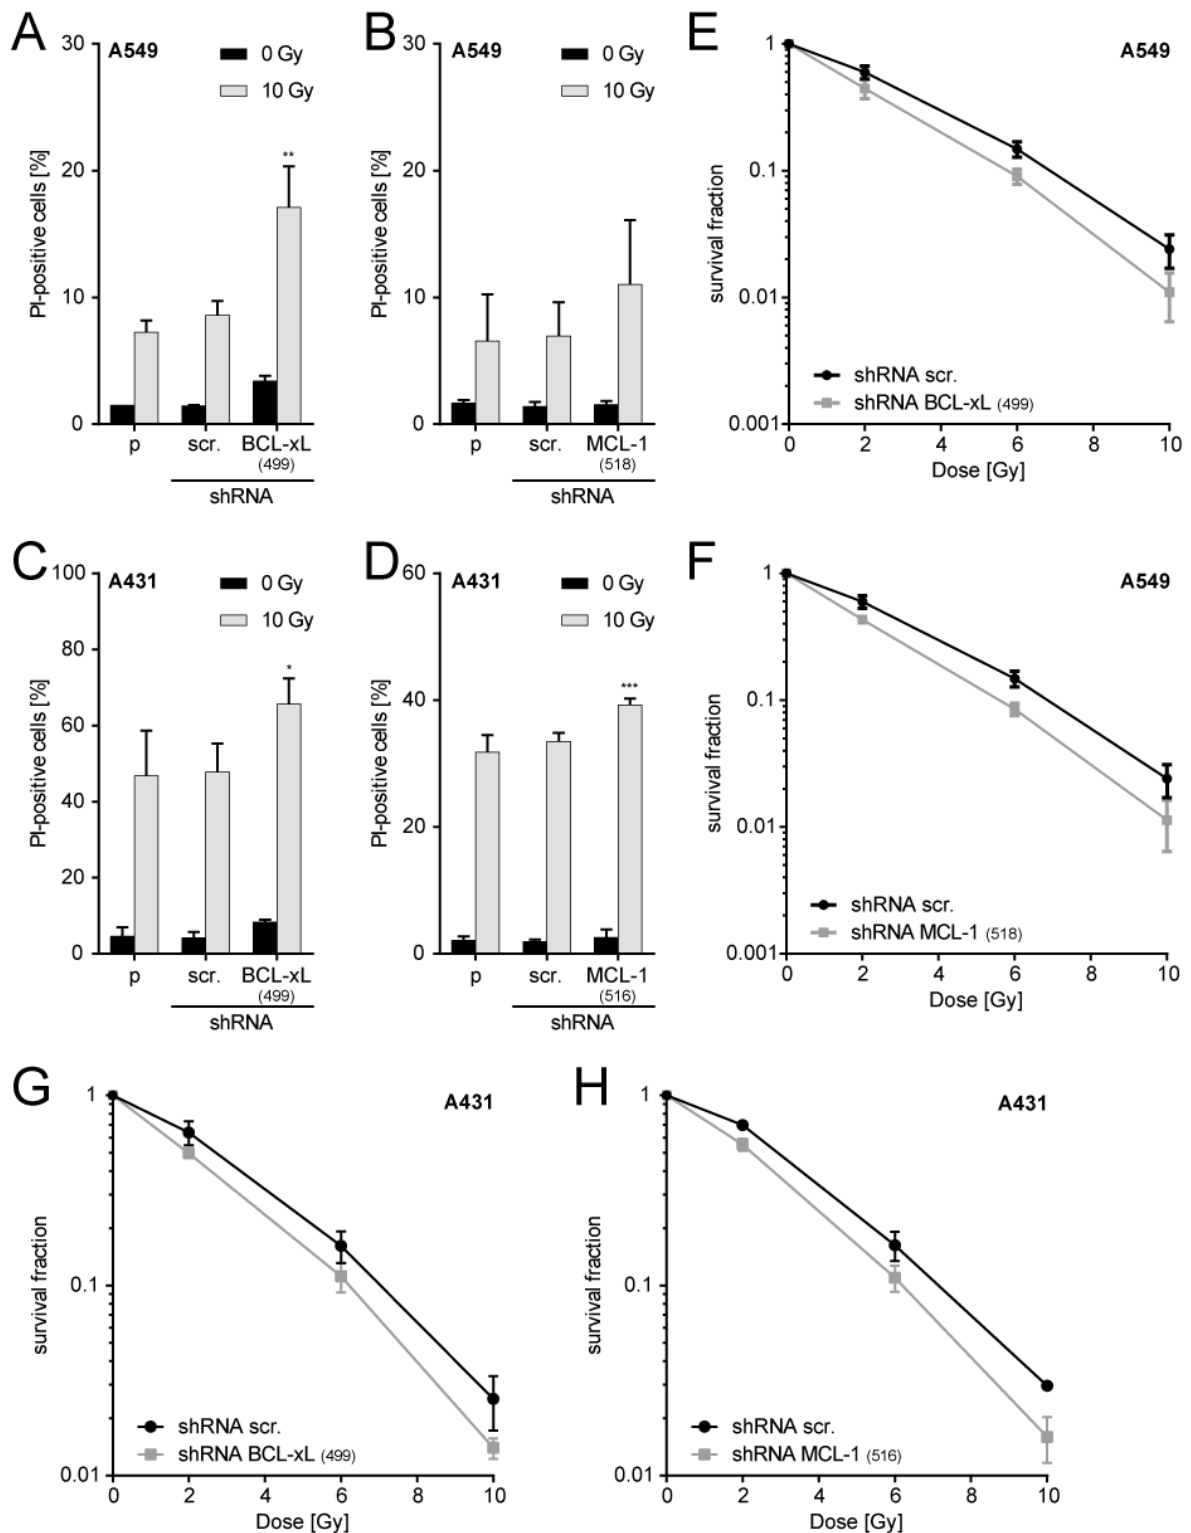 A
A549
0 Gy
10 Gy
PI-positive cells [%]
30
20
10
0
**
p
scr.
BCL-xL
(499)
shRNA
B
A549
0 Gy
10 Gy
PI-positive cells [%]
30
20
10
0
p
scr.
MCL-1
(518)
shRNA
E
A549
survival fraction
1
0.1
0.01
0.001
shRNA scr.
shRNA BCL-xL (499)
0 2 4 6 8 10
Dose [Gy]
C
A431
0 Gy
10 Gy
PI-positive cells [%]
100
80
60
40
20
0
*
p
scr.
BCL-xL
(499)
shRNA
D
A431
0 Gy
10 Gy
PI-positive cells [%]
60
40
20
0
***
p
scr.
MCL-1
(516)
shRNA
F
A549
survival fraction
1
0.1
0.01
0.001
shRNA scr.
shRNA MCL-1 (518)
0 2 4 6 8 10
Dose [Gy]
G
A431
survival fraction
1
0.1
0.01
shRNA scr.
shRNA BCL-xL (499)
0 2 4 6 8 10
Dose [Gy]
H
A431
survival fraction
1
0.1
0.01
shRNA scr.
shRNA MCL-1 (516)
0 2 4 6 8 10
Dose [Gy]